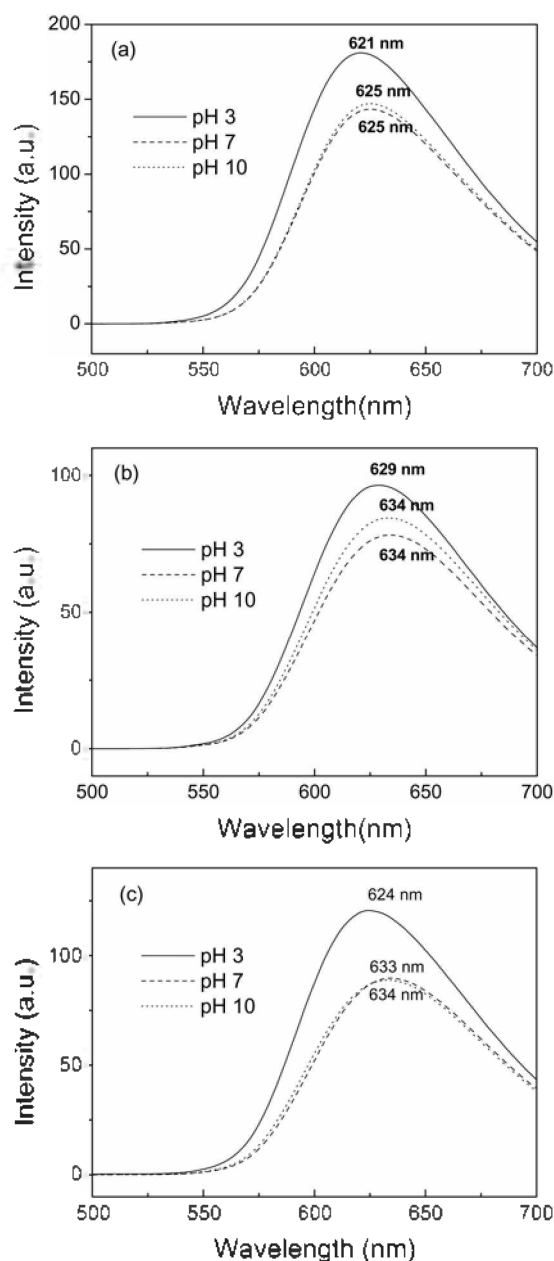 (a)
621 nm
625 nm
625 nm
pH 3
pH 7
pH 10
200
150
100
50
0
Intensity (a.u.)
500 550 600 650 700
Wavelength(nm)
(b)
629 nm
634 nm
634 nm
pH 3
pH 7
pH 10
100
50
0
Intensity (a.u.)
500 550 600 650 700
Wavelength(nm)
(c)
624 nm
633 nm
634 nm
pH 3
pH 7
pH 10
100
50
0
Intensity (a.u.)
500 550 600 650 700
Wavelength (nm)